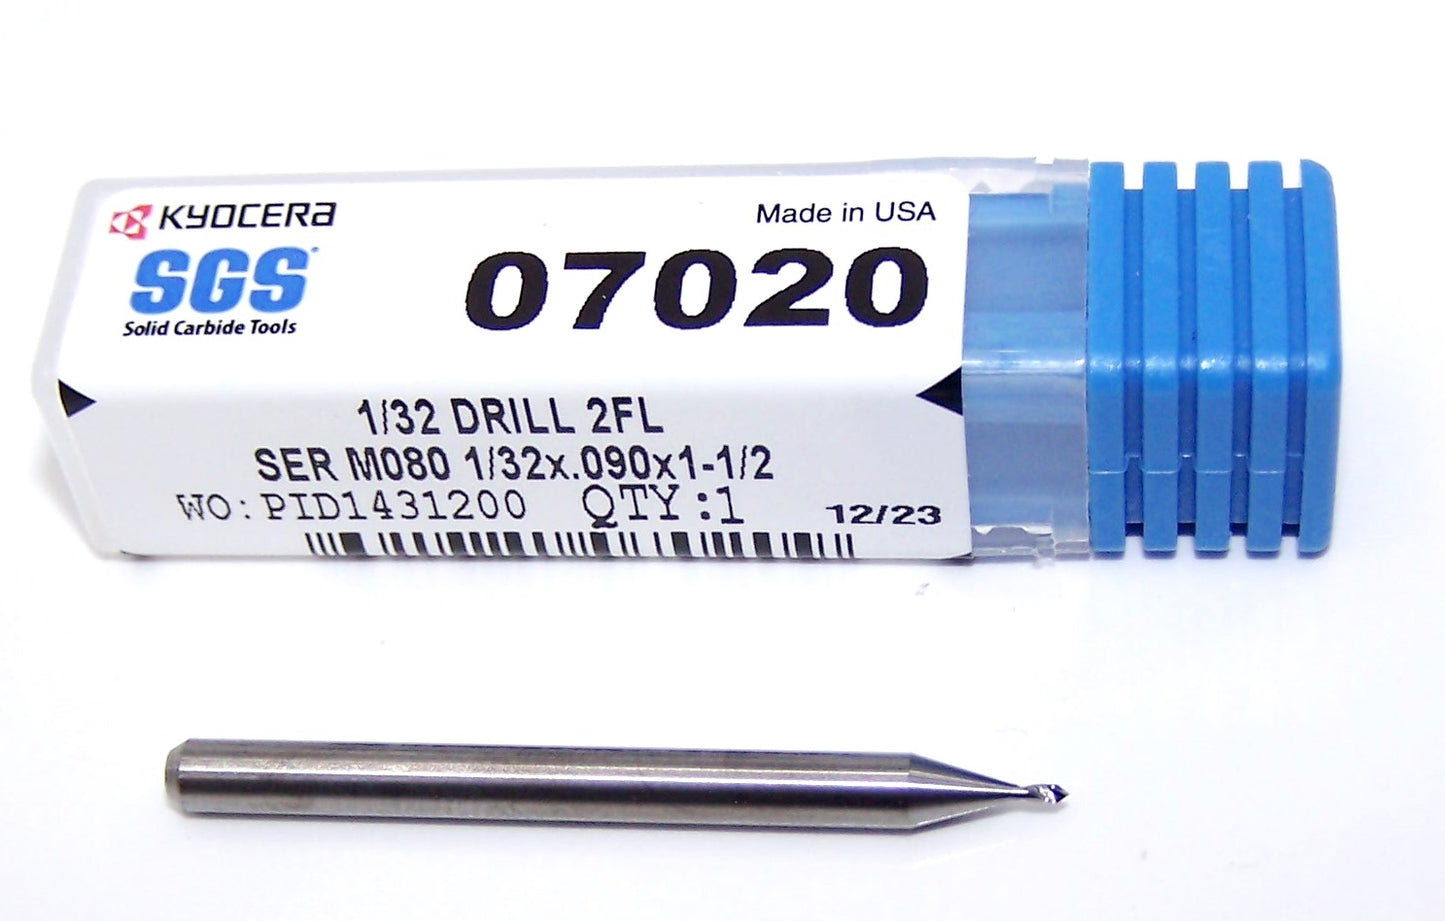 KYOCERA
Made in USA
SGS
07020
Solid Carbide Tools
1/32 DRILL 2FL
SER M080 1/32x.090x1-1/2
WO:PID1431200 QTY:1
12/23